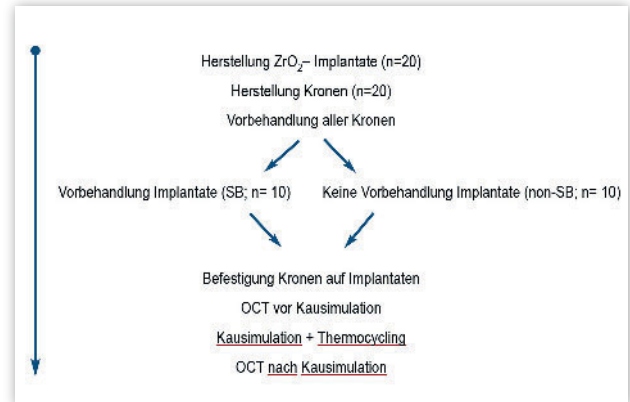 Herstellung ZrO₂– Implantate (n=20)
Herstellung Kronen (n=20)
Vorbehandlung aller Kronen
Vorbehandlung Implantate (SB; n= 10)
Keine Vorbehandlung Implantate (non-SB; n= 10)
Befestigung Kronen auf Implantaten
OCT vor Kausimulation
Kausimulation + Thermocycling
OCT nach Kausimulation